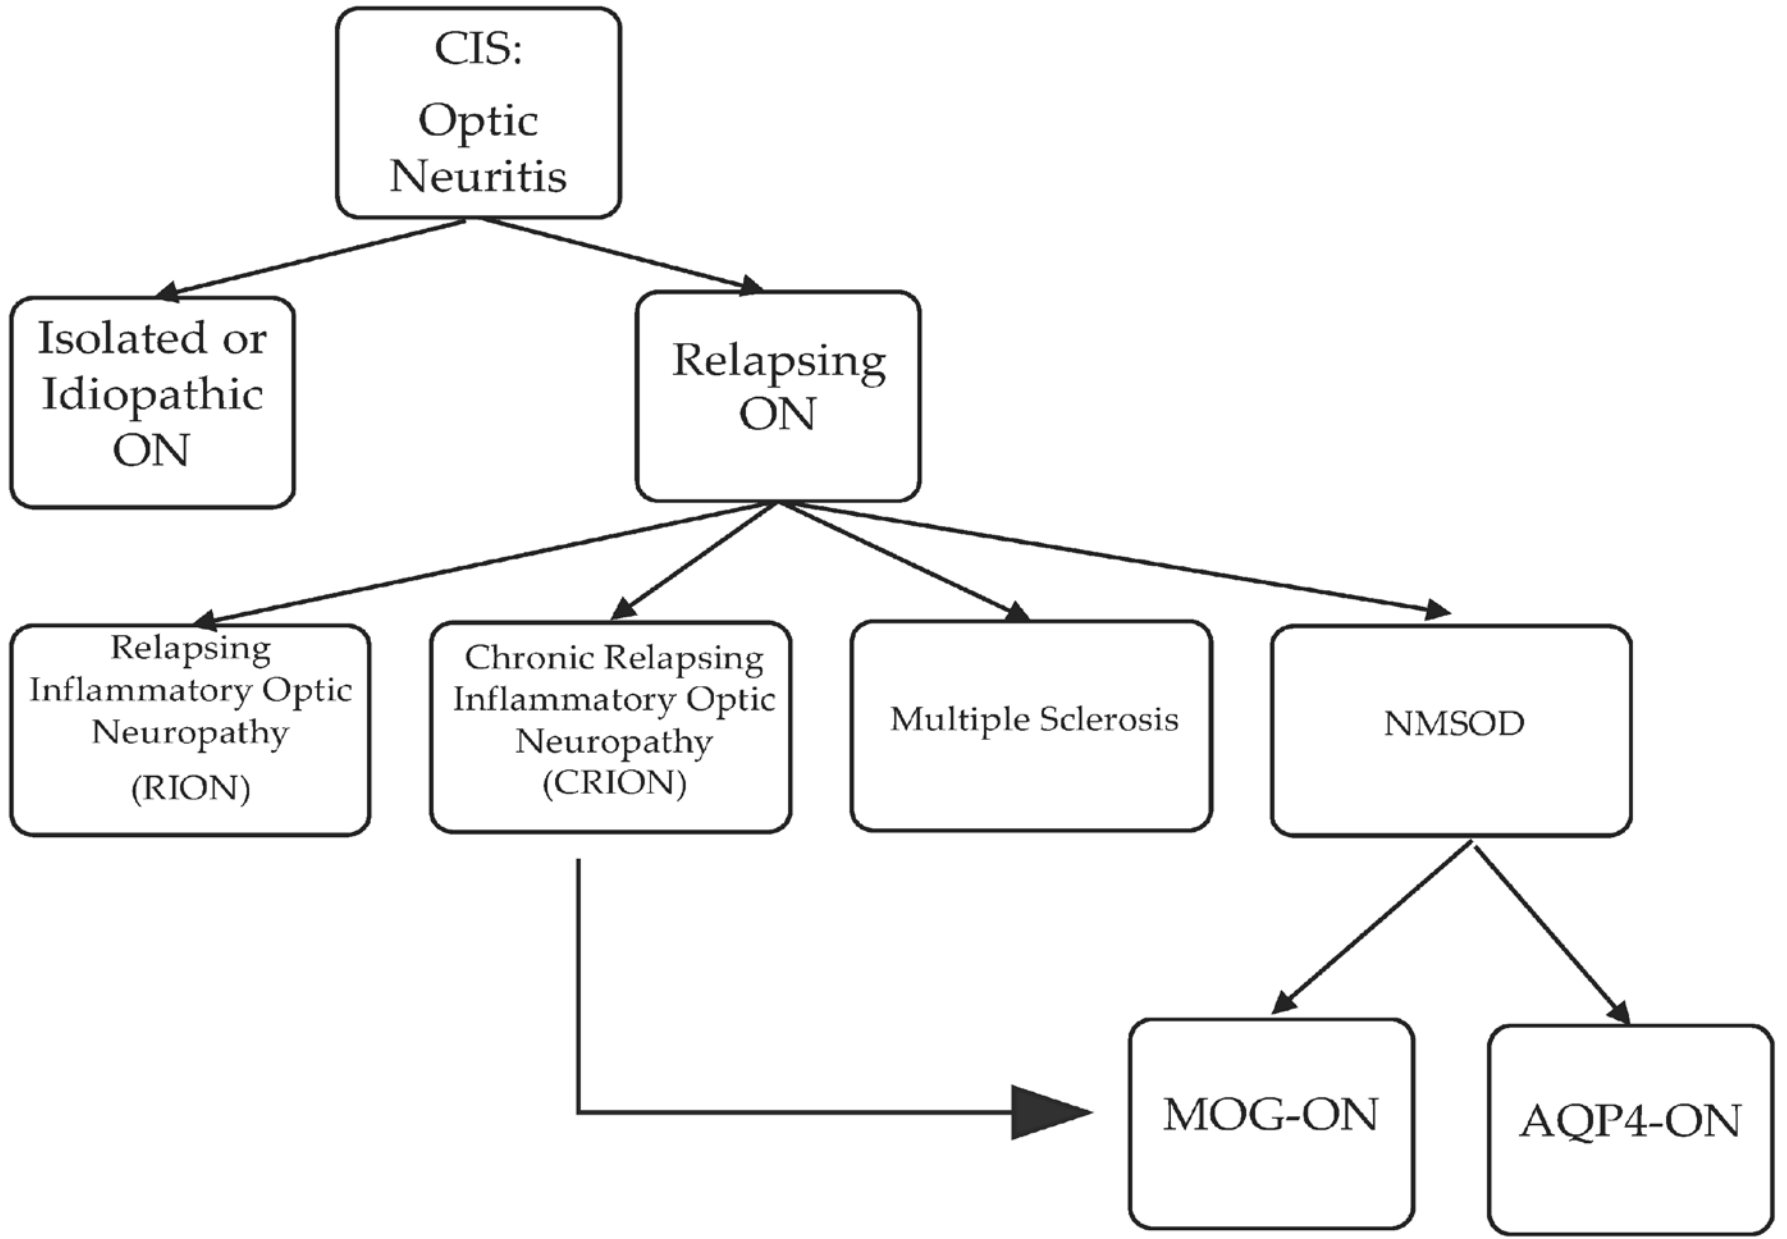 CIS:
Optic
Neuritis
Isolated or
Idiopathic
ON
Relapsing
ON
Relapsing
Inflammatory Optic
Neuropathy
(RION)
Chronic Relapsing
Inflammatory Optic
Neuropathy
(CRION)
Multiple Sclerosis
NMSOD
MOG-ON
AQP4-ON